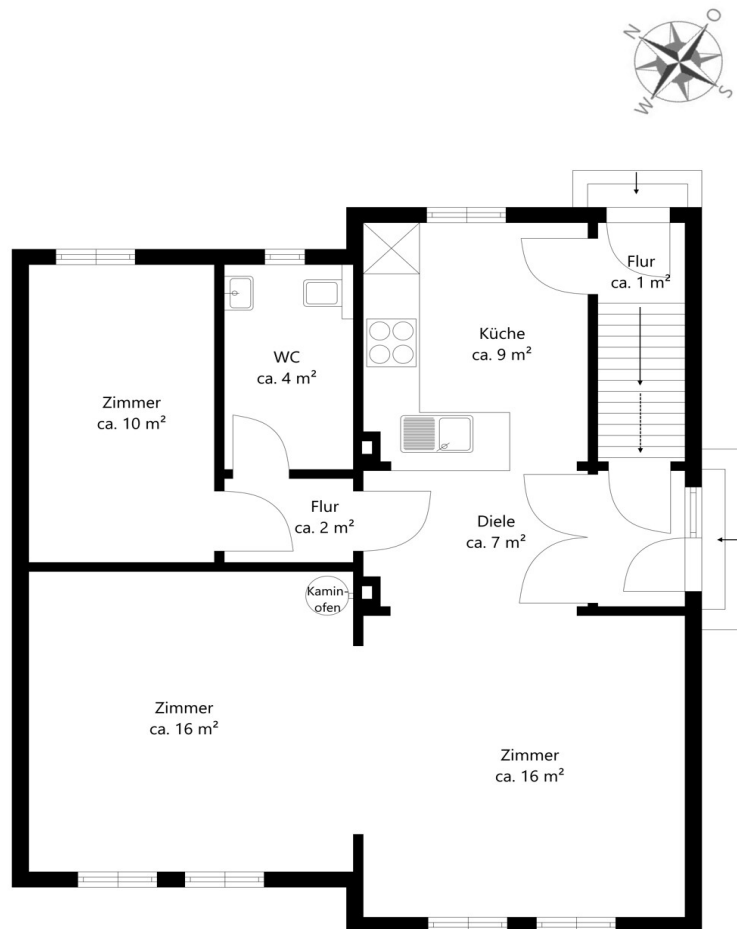 N
O
W
S
Flur
ca. 1 m²
Küche
ca. 9 m²
WC
ca. 4 m²
Zimmer
ca. 10 m²
Flur
ca. 2 m²
Diele
ca. 7 m²
Kamin-
ofen
Zimmer
ca. 16 m²
Zimmer
ca. 16 m²